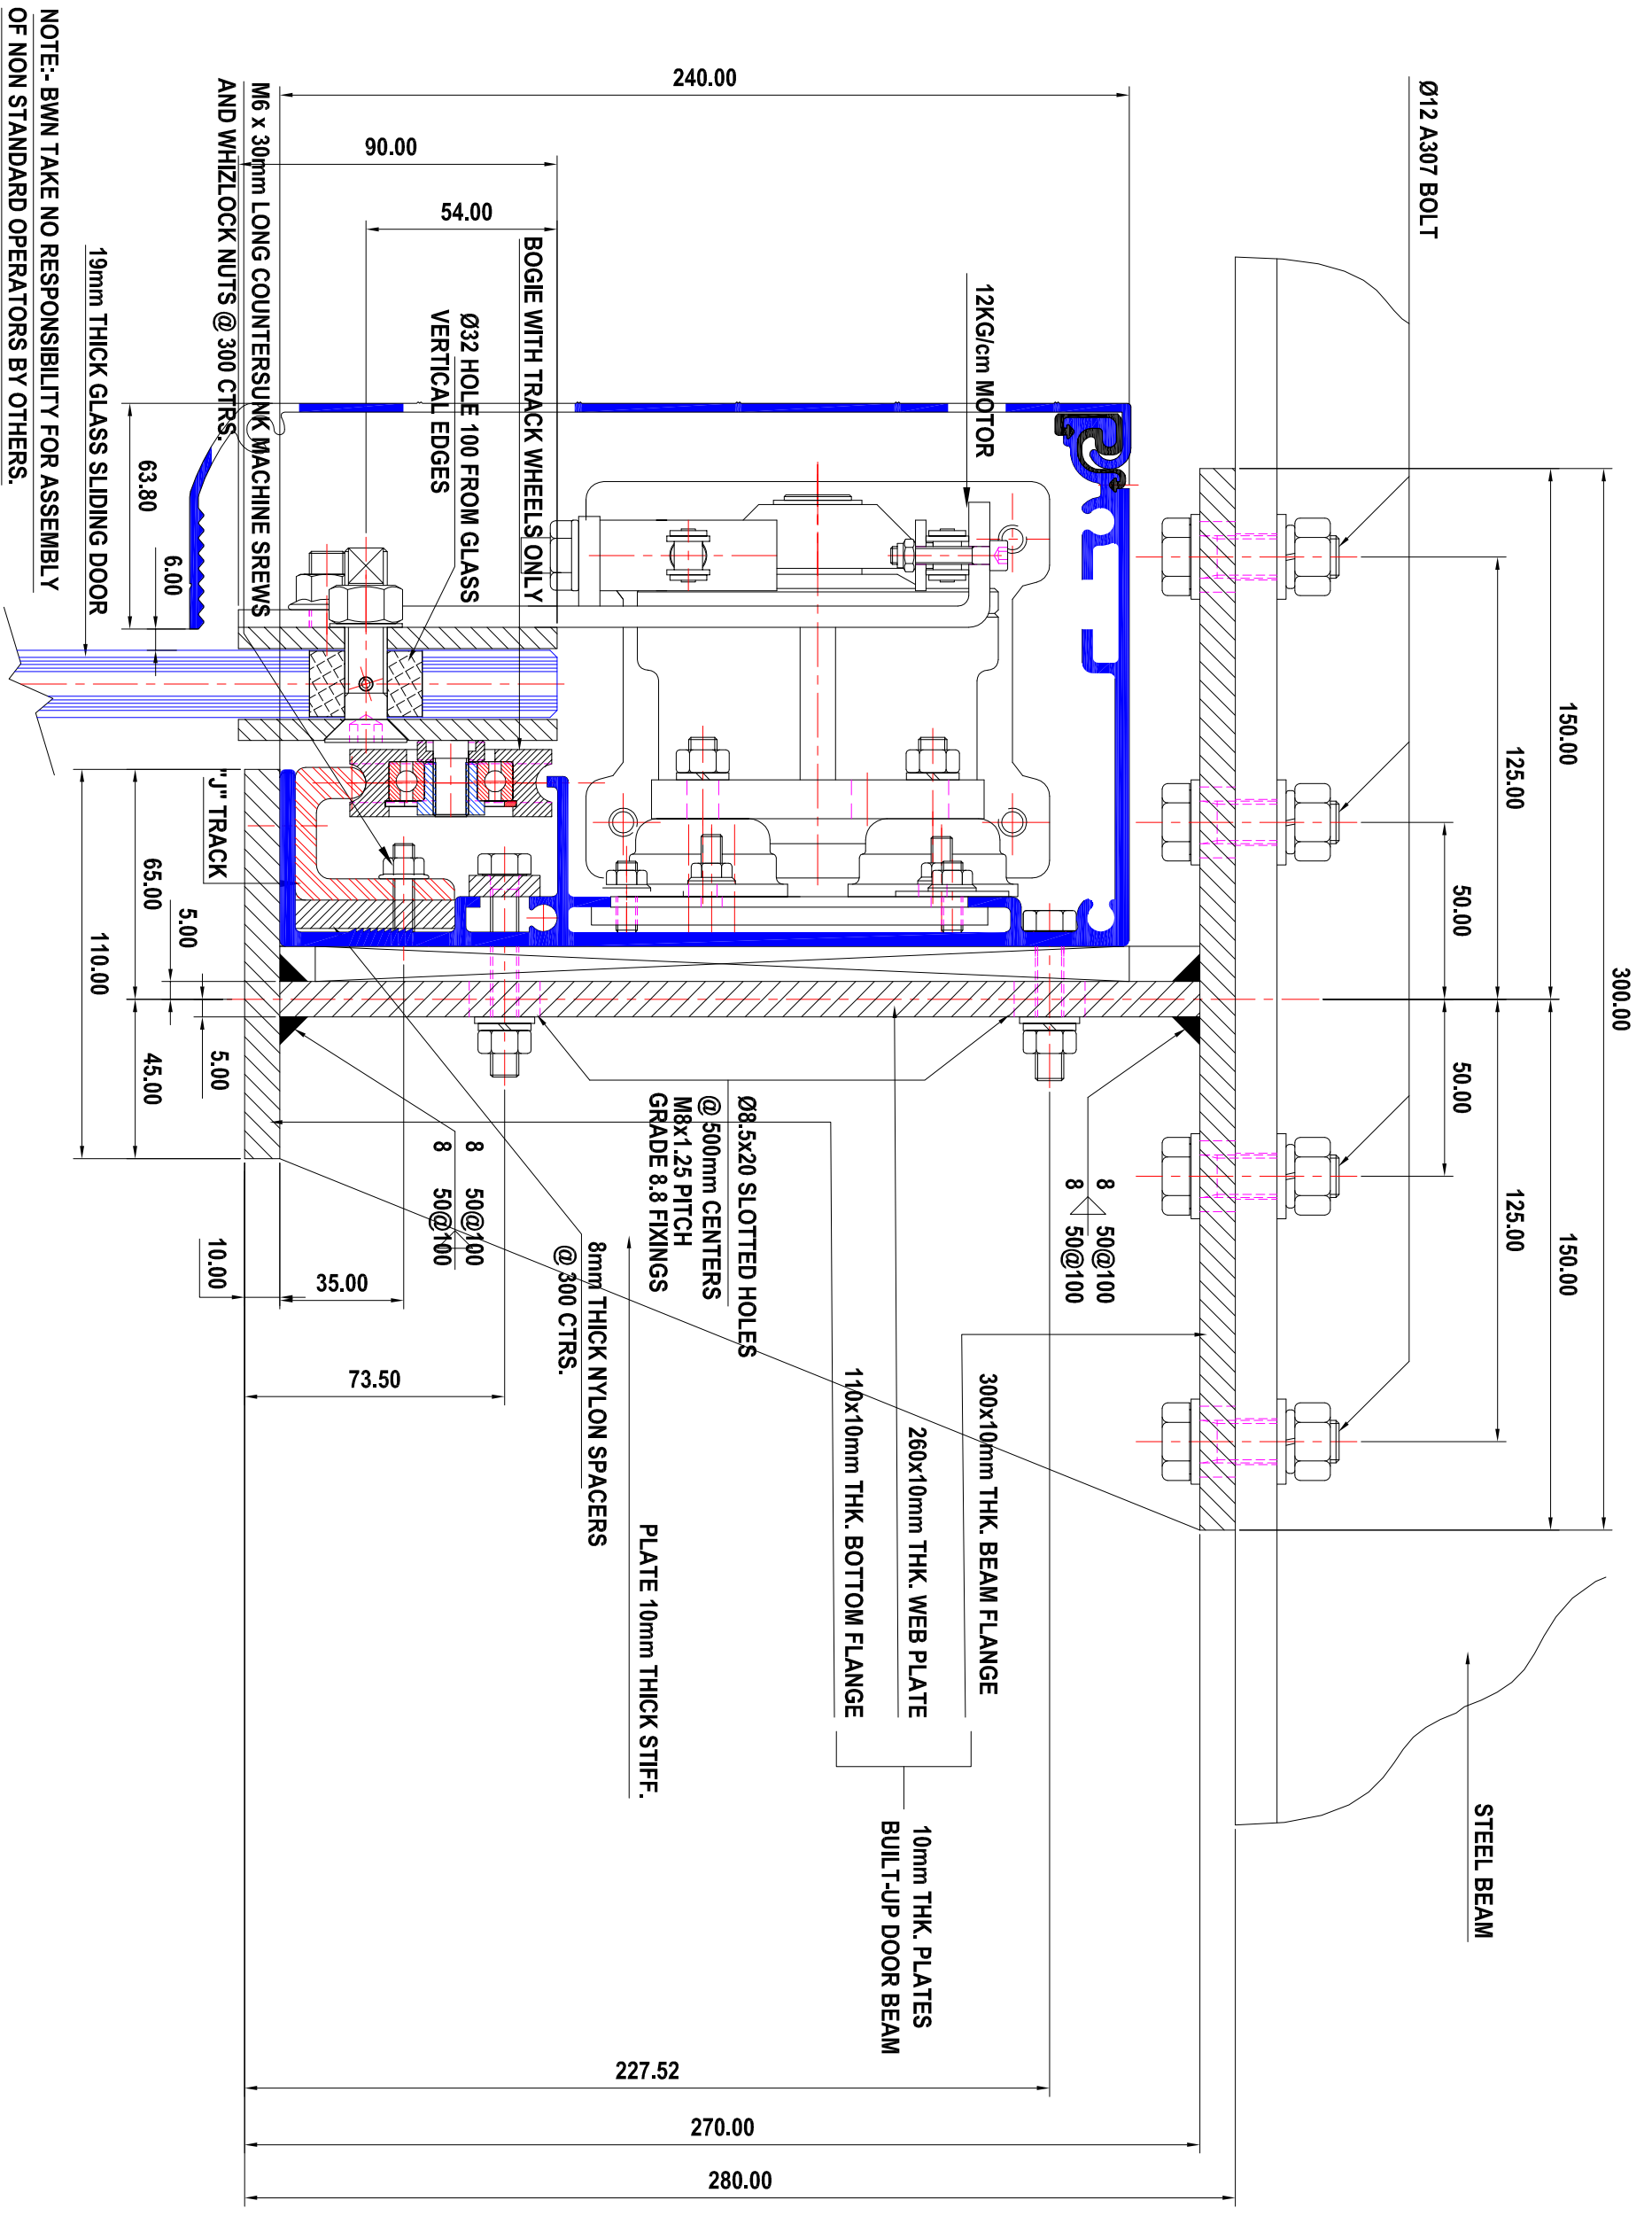 Ø12 A307 BOLT
STEEL BEAM
300.00
150.00
150.00
125.00
125.00
50.00
50.00
240.00
90.00
54.00
12KG/cm MOTOR
BOGIE WITH TRACK WHEELS ONLY
Ø32 HOLE 100 FROM GLASS
VERTICAL EDGES
M6 x 30mm LONG COUNTERSUNK MACHINE SREWS
AND WHIZLOCK NUTS @ 300 CTRS.
63.80
6.00
19mm THICK GLASS SLIDING DOOR
NOTE:- BWN TAKE NO RESPONSIBILITY FOR ASSEMBLY
OF NON STANDARD OPERATORS BY OTHERS.
"J" TRACK
65.00
5.00
5.00
45.00
110.00
8 50@100
8 50@100
8 50@100
8 50@100
Ø8.5x20 SLOTTED HOLES
@ 500mm CENTERS
M8x1.25 PITCH
GRADE 8.8 FIXINGS
8mm THICK NYLON SPACERS
@ 300 CTRS.
10.00
35.00
73.50
300x10mm THK. BEAM FLANGE
260x10mm THK. WEB PLATE
110x10mm THK. BOTTOM FLANGE
10mm THK. PLATES
BUILT-UP DOOR BEAM
PLATE 10mm THICK STIFF.
227.52
270.00
280.00